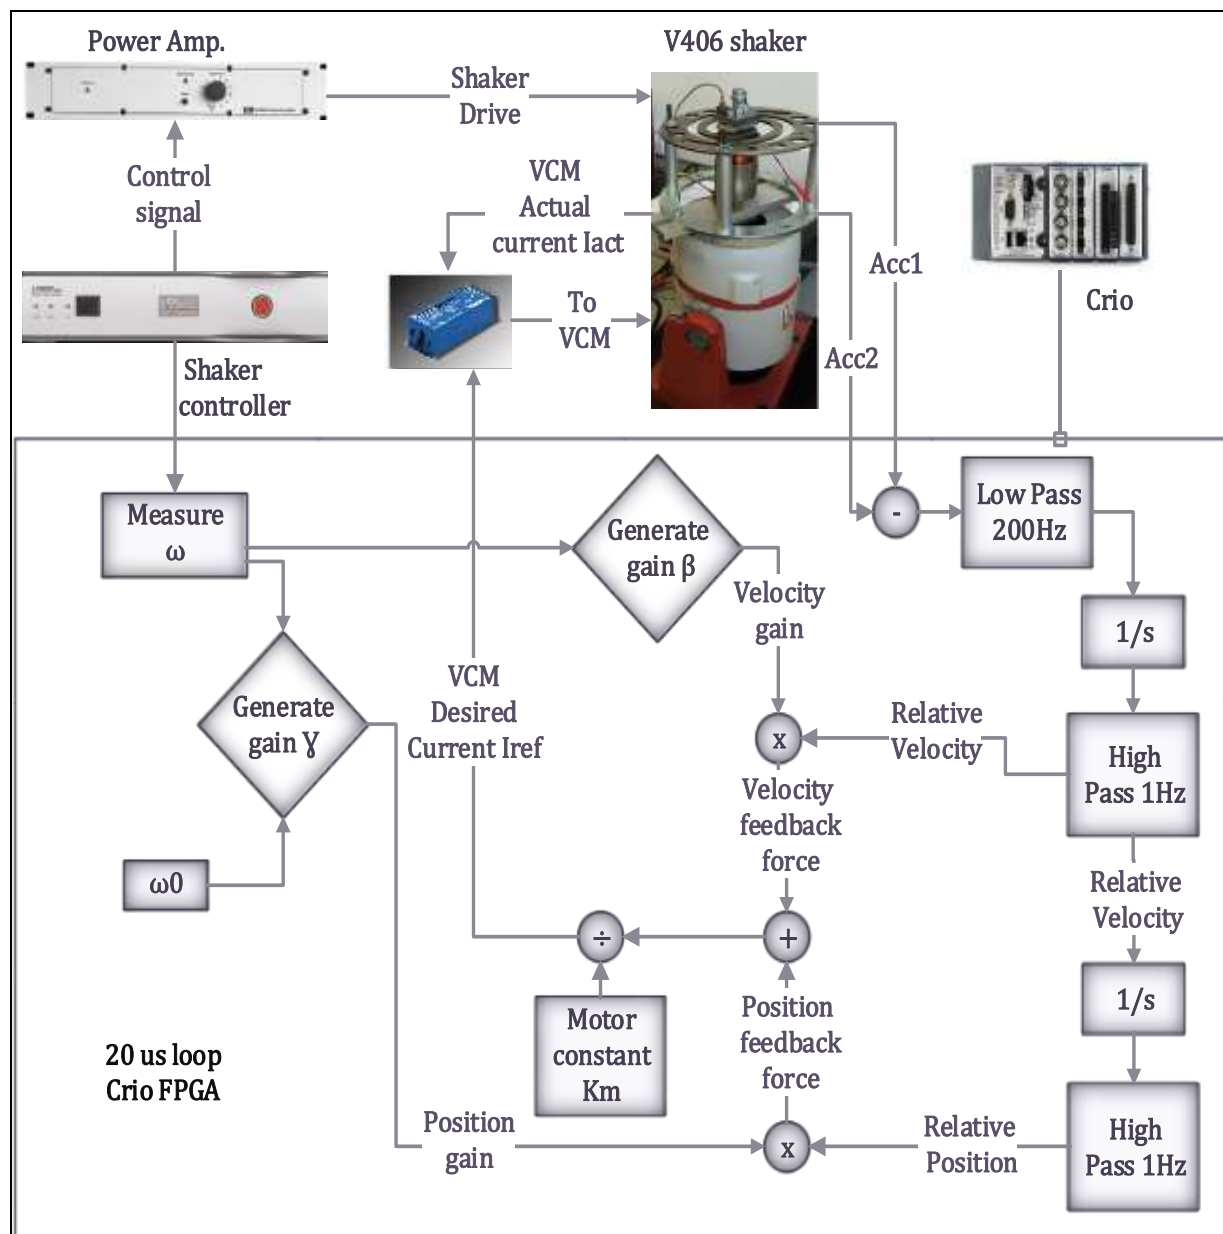 Power Amp.
V406 shaker
Shaker
Drive
Control
signal
VCM
Actual
current Iact
To
VCM
Acc1
Acc2
Crio
Shaker
controller
Measure
ω
Generate
gain β
-
Low Pass
200Hz
Velocity
gain
1/s
Generate
gain Ɣ
VCM
Desired
Current Iref
x
Relative
Velocity
High
Pass 1Hz
Velocity
feedback
force
ω0
Relative
Velocity
÷
+
1/s
Motor
constant
Km
Position
feedback
force
20 us loop
Crio FPGA
Position
gain
x
Relative
Position
High
Pass 1Hz